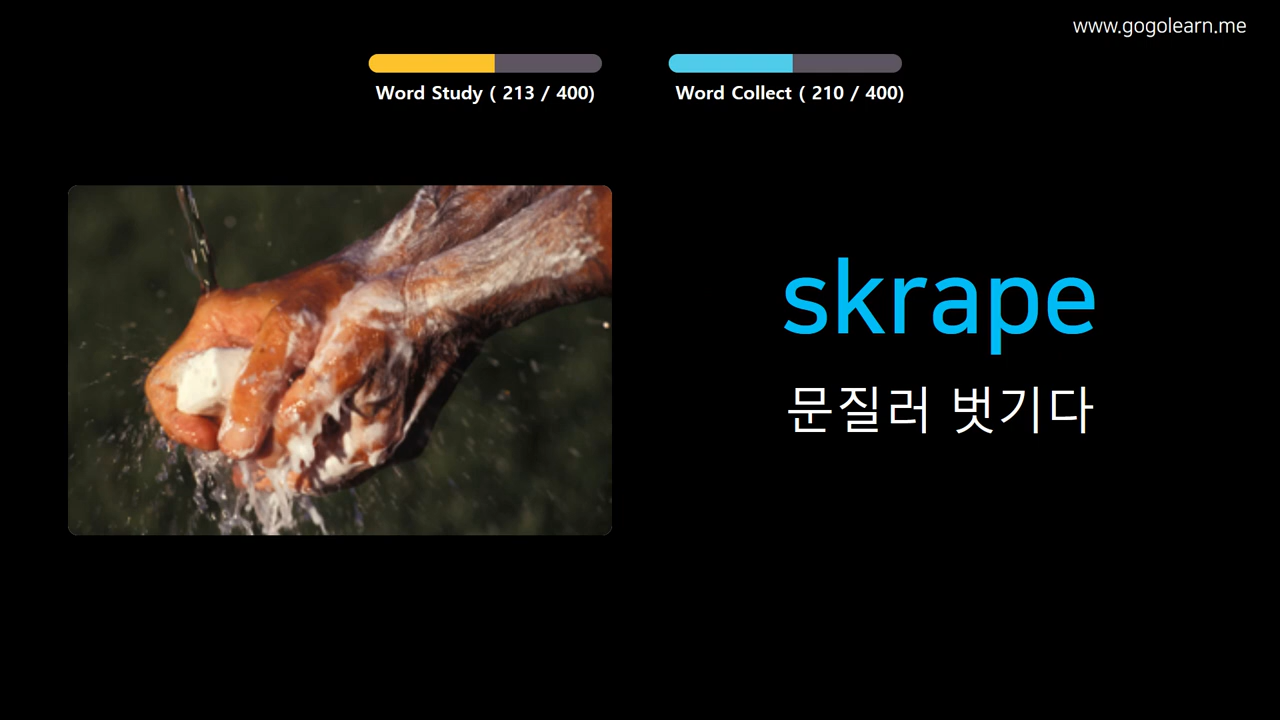 www.gogolearn.me
Word Study ( 213 / 400)
Word Collect ( 210 / 400)
skrape
문질러 벗기다